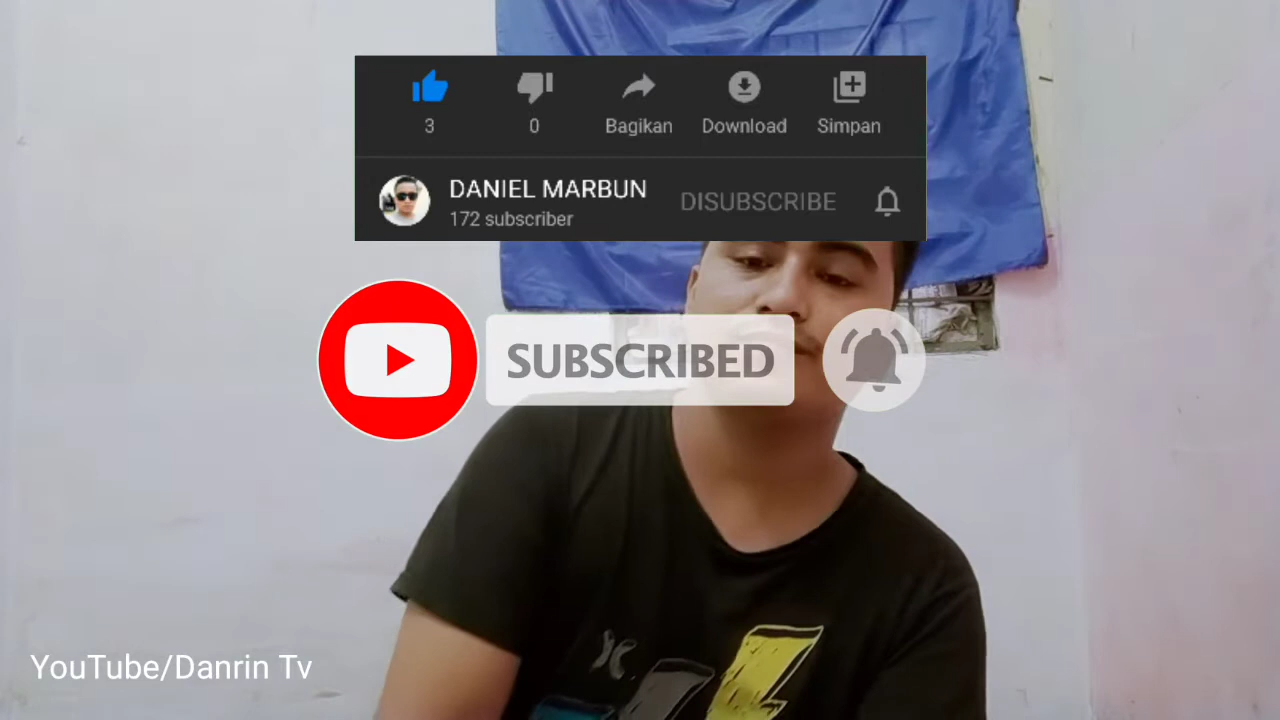 3
0
Bagikan
Download
Simpan
DANIEL MARBUN
DISUBSCRIBE
172 subscriber
SUBSCRIBED
YouTube/Danrin Tv